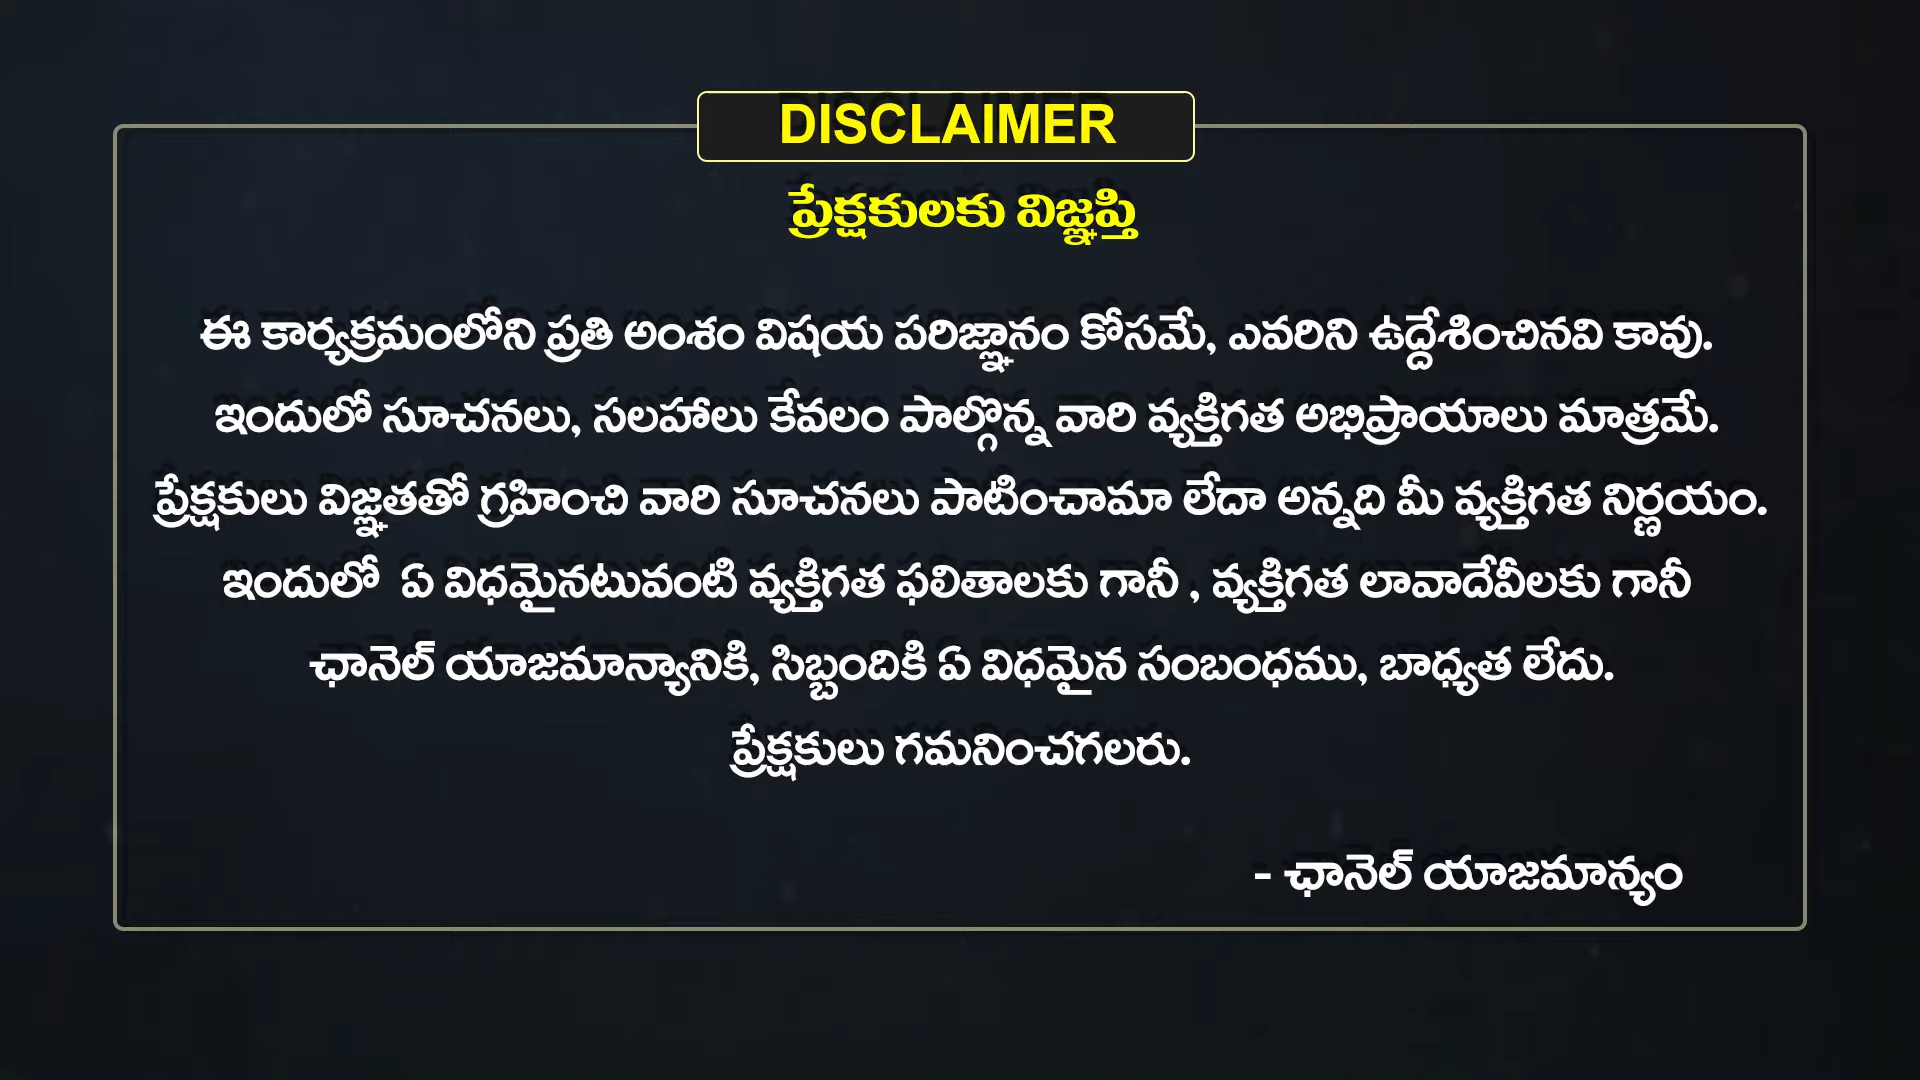 DISCLAIMER
ప్రేక్షకులకు విజ్ఞప్తి
ఈ కార్యక్రమంలోని ప్రతి అంశం విషయ పరిజ్ఞానం కోసమే, ఎవరిని ఉద్దేశించినవి కావు.
ఇందులో సూచనలు, సలహాలు కేవలం పాల్గొన్న వారి వ్యక్తిగత అభిప్రాయాలు మాత్రమే.
ప్రేక్షకులు విజ్ఞతతో గ్రహించి వారి సూచనలు పాటించామా లేదా అన్నది మీ వ్యక్తిగత నిర్ణయం.
ఇందులో ఏ విధమైనటువంటి వ్యక్తిగత ఫలితాలకు గానీ , వ్యక్తిగత లావాదేవీలకు గానీ
ఛానెల్ యాజమాన్యానికి, సిబ్బందికి ఏ విధమైన సంబంధము, బాధ్యత లేదు.
ప్రేక్షకులు గమనించగలరు.
- ఛానెల్ యాజమాన్యం